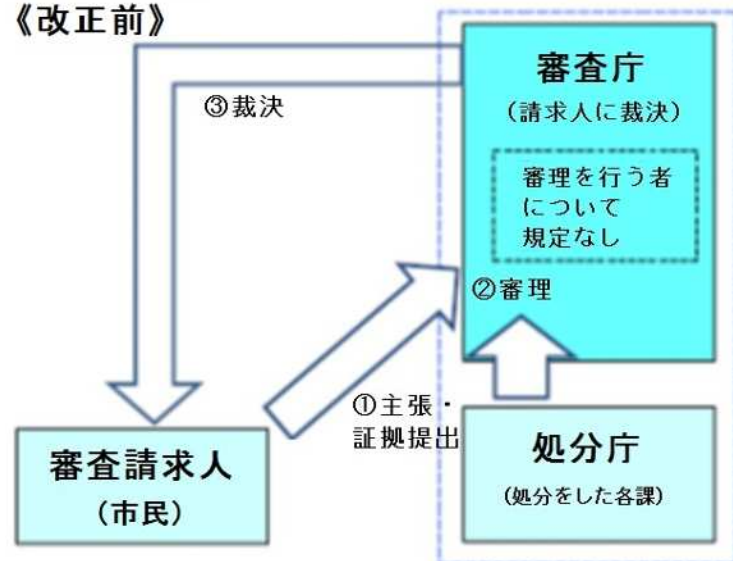 《改正前》
審査庁
(請求人に裁決)
③裁決
審理を行う者
について
規定なし
②審理
①主張・
証拠提出
審査請求人
(市民)
処分庁
(処分をした各課)